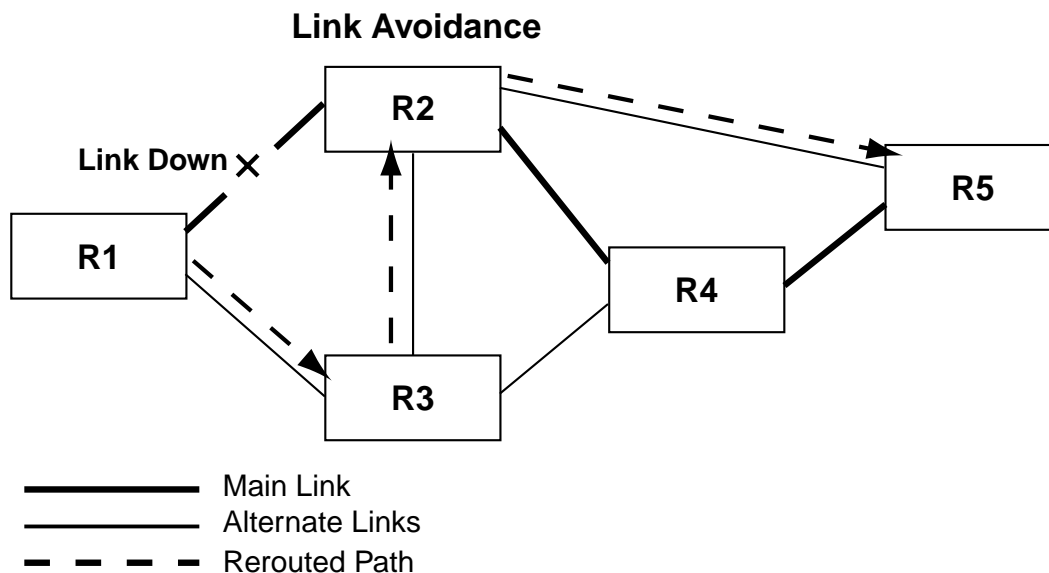 Link Avoidance
R2
Link Down
R5
R1
R4
R3
Main Link
Alternate Links
Rerouted Path